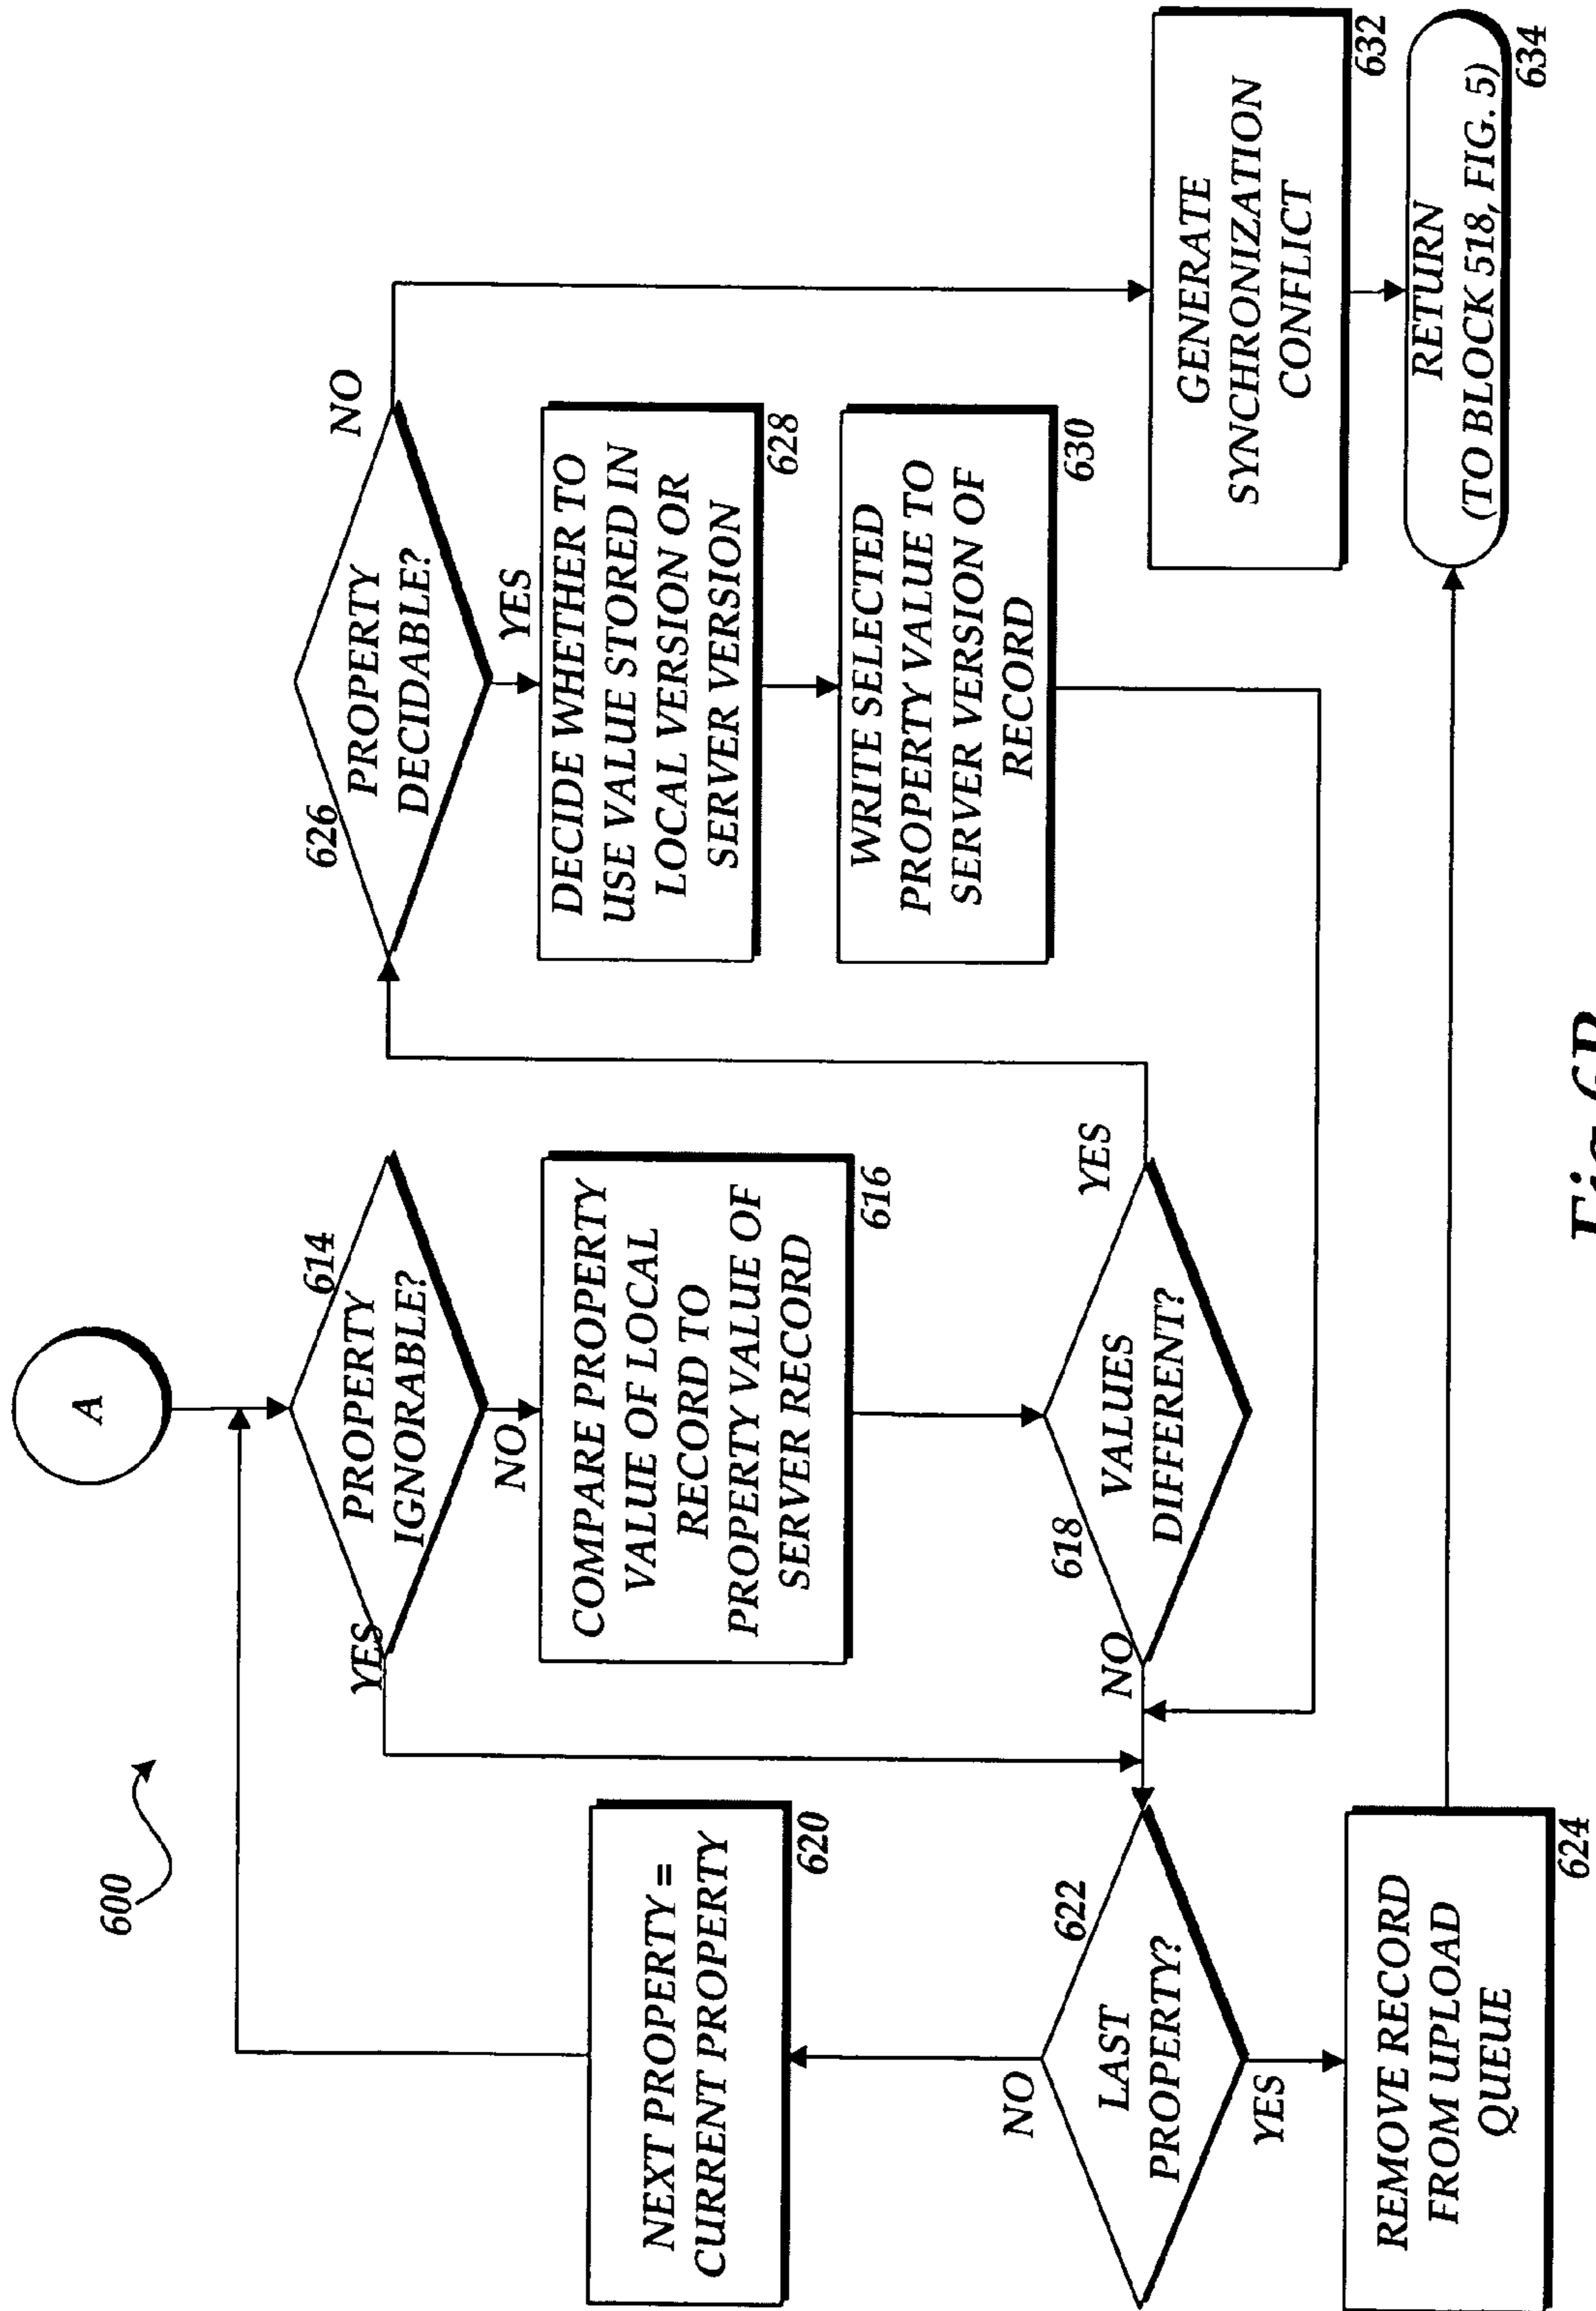 600
A
PROPERTY
IGNORABLE?
614
YES
NO
COMPARE PROPERTY
VALUE OF LOCAL
RECORD TO
PROPERTY VALUE OF
SERVER RECORD
616
VALUES
DIFFERENT?
618
NO
YES
NEXT PROPERTY =
CURRENT PROPERTY
620
LAST
PROPERTY?
622
NO
YES
REMOVE RECORD
FROM UPLOAD
QUEUE
624
PROPERTY
DECIDABLE?
626
NO
YES
DECIDE WHETHER TO
USE VALUE STORED IN
LOCAL VERSION OR
SERVER VERSION
628
WRITE SELECTED
PROPERTY VALUE TO
SERVER VERSION OF
RECORD
630
GENERATE
SYNCHRONIZATION
CONFLICT
632
RETURN
(TO BLOCK 518, FIG. 5)
634